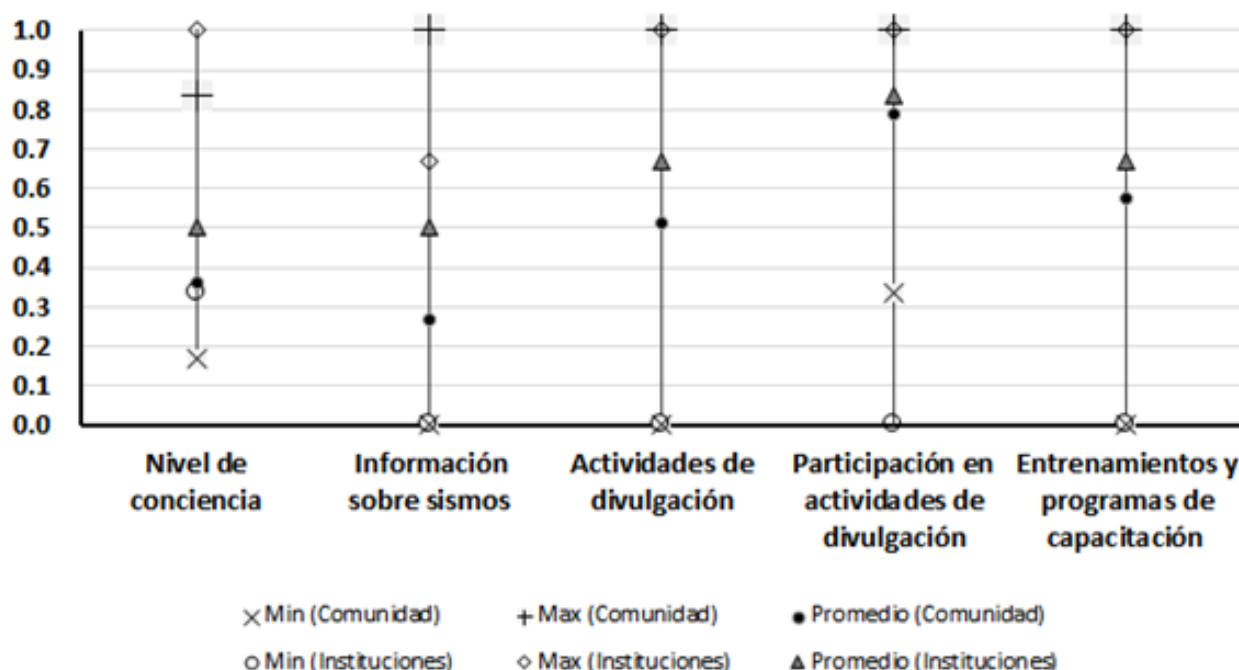 1.0
0.9
0.8
0.7
0.6
0.5
0.4
0.3
0.2
0.1
0.0
Nivel de conciencia
Información sobre sismos
Actividades de divulgación
Participación en actividades de divulgación
Entrenamientos y programas de capacitación
Min (Comunidad)
Max (Comunidad)
Promedio (Comunidad)
Min (Instituciones)
Max (Instituciones)
Promedio (Instituciones)